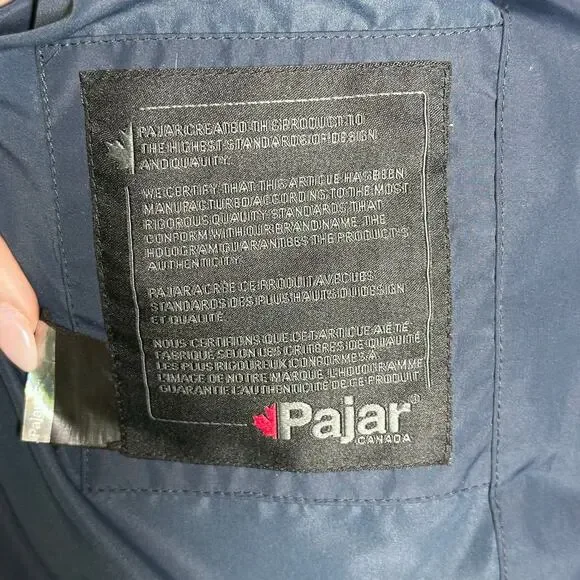 PAJAR CREATED THIS PRODUCT TO
THE HIGHEST STANDARDS OF DESIGN
AND QUALITY.
WE CERTIFY THAT THIS ARTICLE HAS BEEN
MANUFACTURED ACCORDING TO THE MOST
RIGOROUS QUALITY STANDARDS THAT
CONFORM WITH OUR BRAND NAME. THE
HOLOGRAM GUARANTEES THE PRODUCT'S
AUTHENTICITY.
PAJAR A CRÉE CE PRODUIT AVEC LES
STANDARDS DES PLUS HAUTS DU DESIGN
ET QUALITÉ.
NOUS CERTIFIONS QUE CET ARTICLE A ÉTÉ
FABRIQUÉ SELON LES CRITÈRES DE QUALITÉ
LES PLUS RIGOUREUX CONFORMES À
L'IMAGE DE NOTRE MARQUE. L'HOLOGRAMME
GUARANTIE L'AUTHENTICITÉ DE CE PRODUIT
Pajar®
CANADA
Pajar